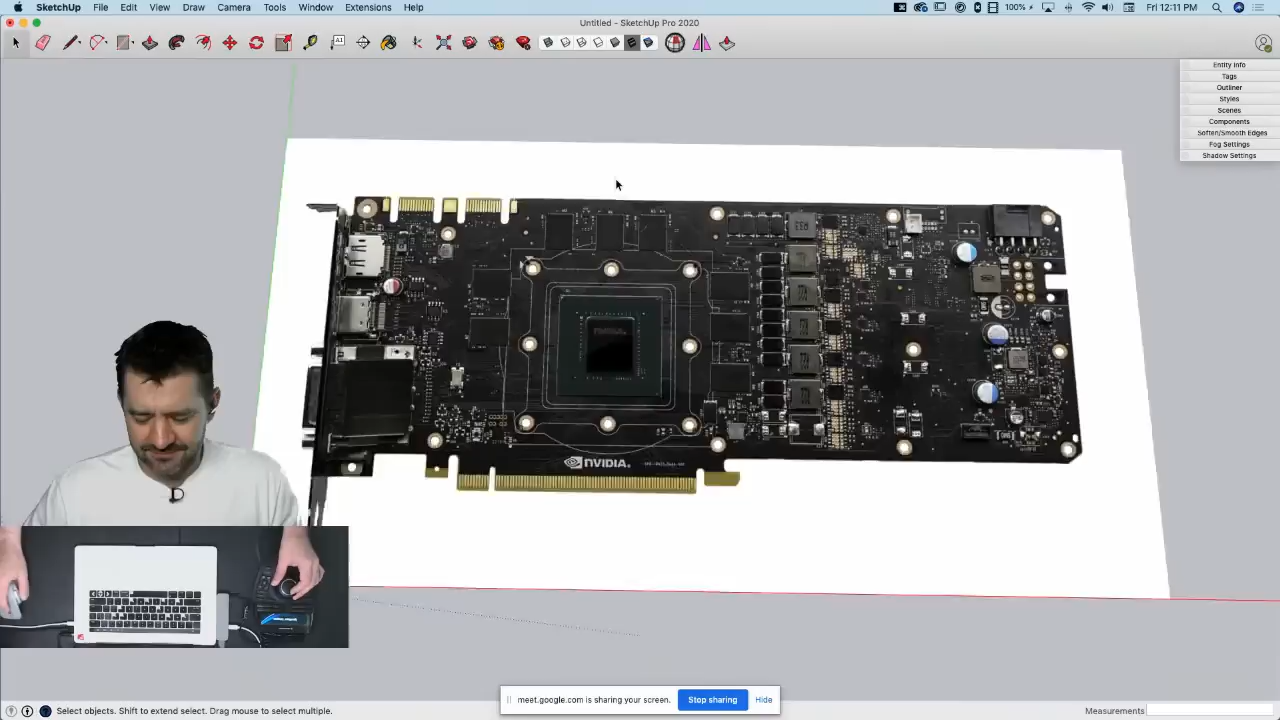 SketchUp File Edit View Draw Camera Tools Window Extensions Help
100% Fri 12:11 PM
Untitled - SketchUp Pro 2020
A1
Entity Info
Tags
Outliner
Styles
Scenes
Components
Soften/Smooth Edges
Fog Settings
Shadow Settings
NVIDIA.
meet.google.com is sharing your screen. Stop sharing Hide
Select objects. Shift to extend select. Drag mouse to select multiple. Measurements